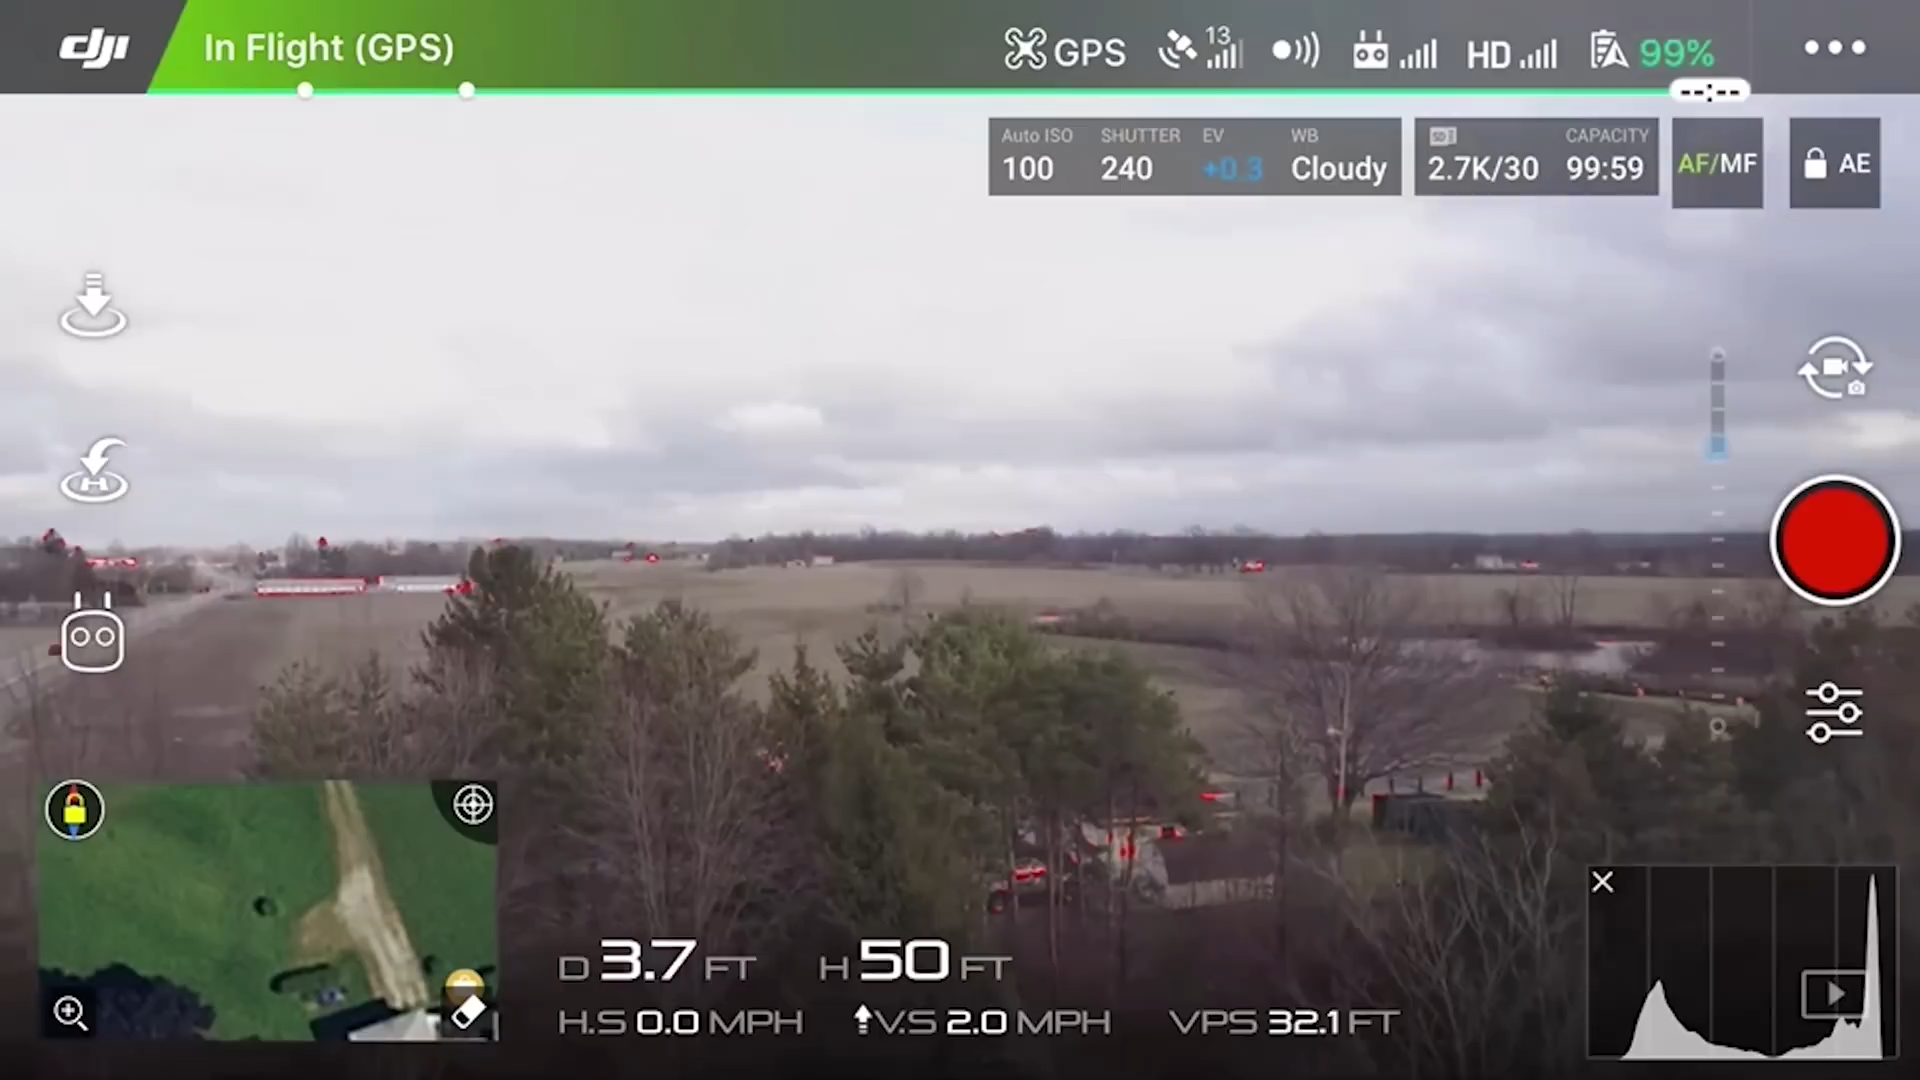 dji In Flight (GPS) GPS 13 HD 99%
--:--
Auto ISO SHUTTER EV WB CAPACITY
100 240 +0.3 Cloudy 2.7K/30 99:59 AF/MF AE
H
D 3.7 FT H 50 FT
H.S 0.0 MPH V.S 2.0 MPH VPS 32.1 FT